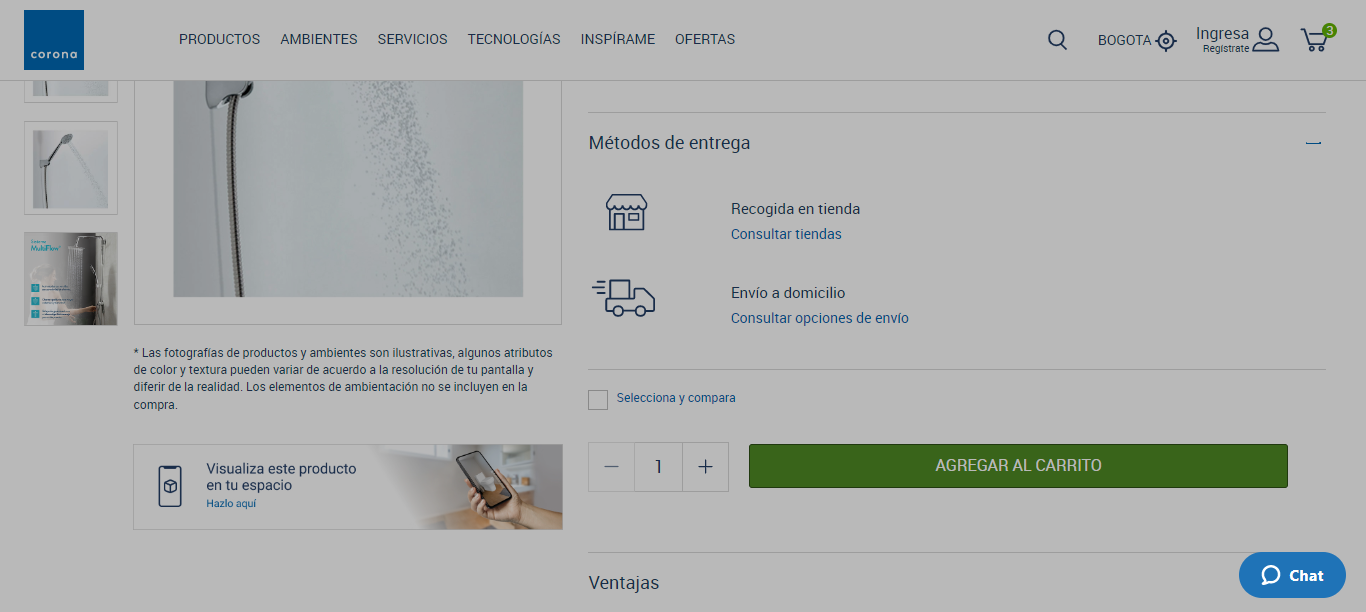 corona
PRODUCTOS AMBIENTES SERVICIOS TECNOLOGÍAS INSPÍRAME OFERTAS
BOGOTA
Ingresa
Regístrate
3
Métodos de entrega
Recogida en tienda
Consultar tiendas
Envío a domicilio
Consultar opciones de envío
MultiFlow
* Las fotografías de productos y ambientes son ilustrativas, algunos atributos
de color y textura pueden variar de acuerdo a la resolución de tu pantalla y
diferir de la realidad. Los elementos de ambientación no se incluyen en la
compra.
Selecciona y compara
1
AGREGAR AL CARRITO
Visualiza este producto
en tu espacio
Hazlo aquí
Ventajas
Chat